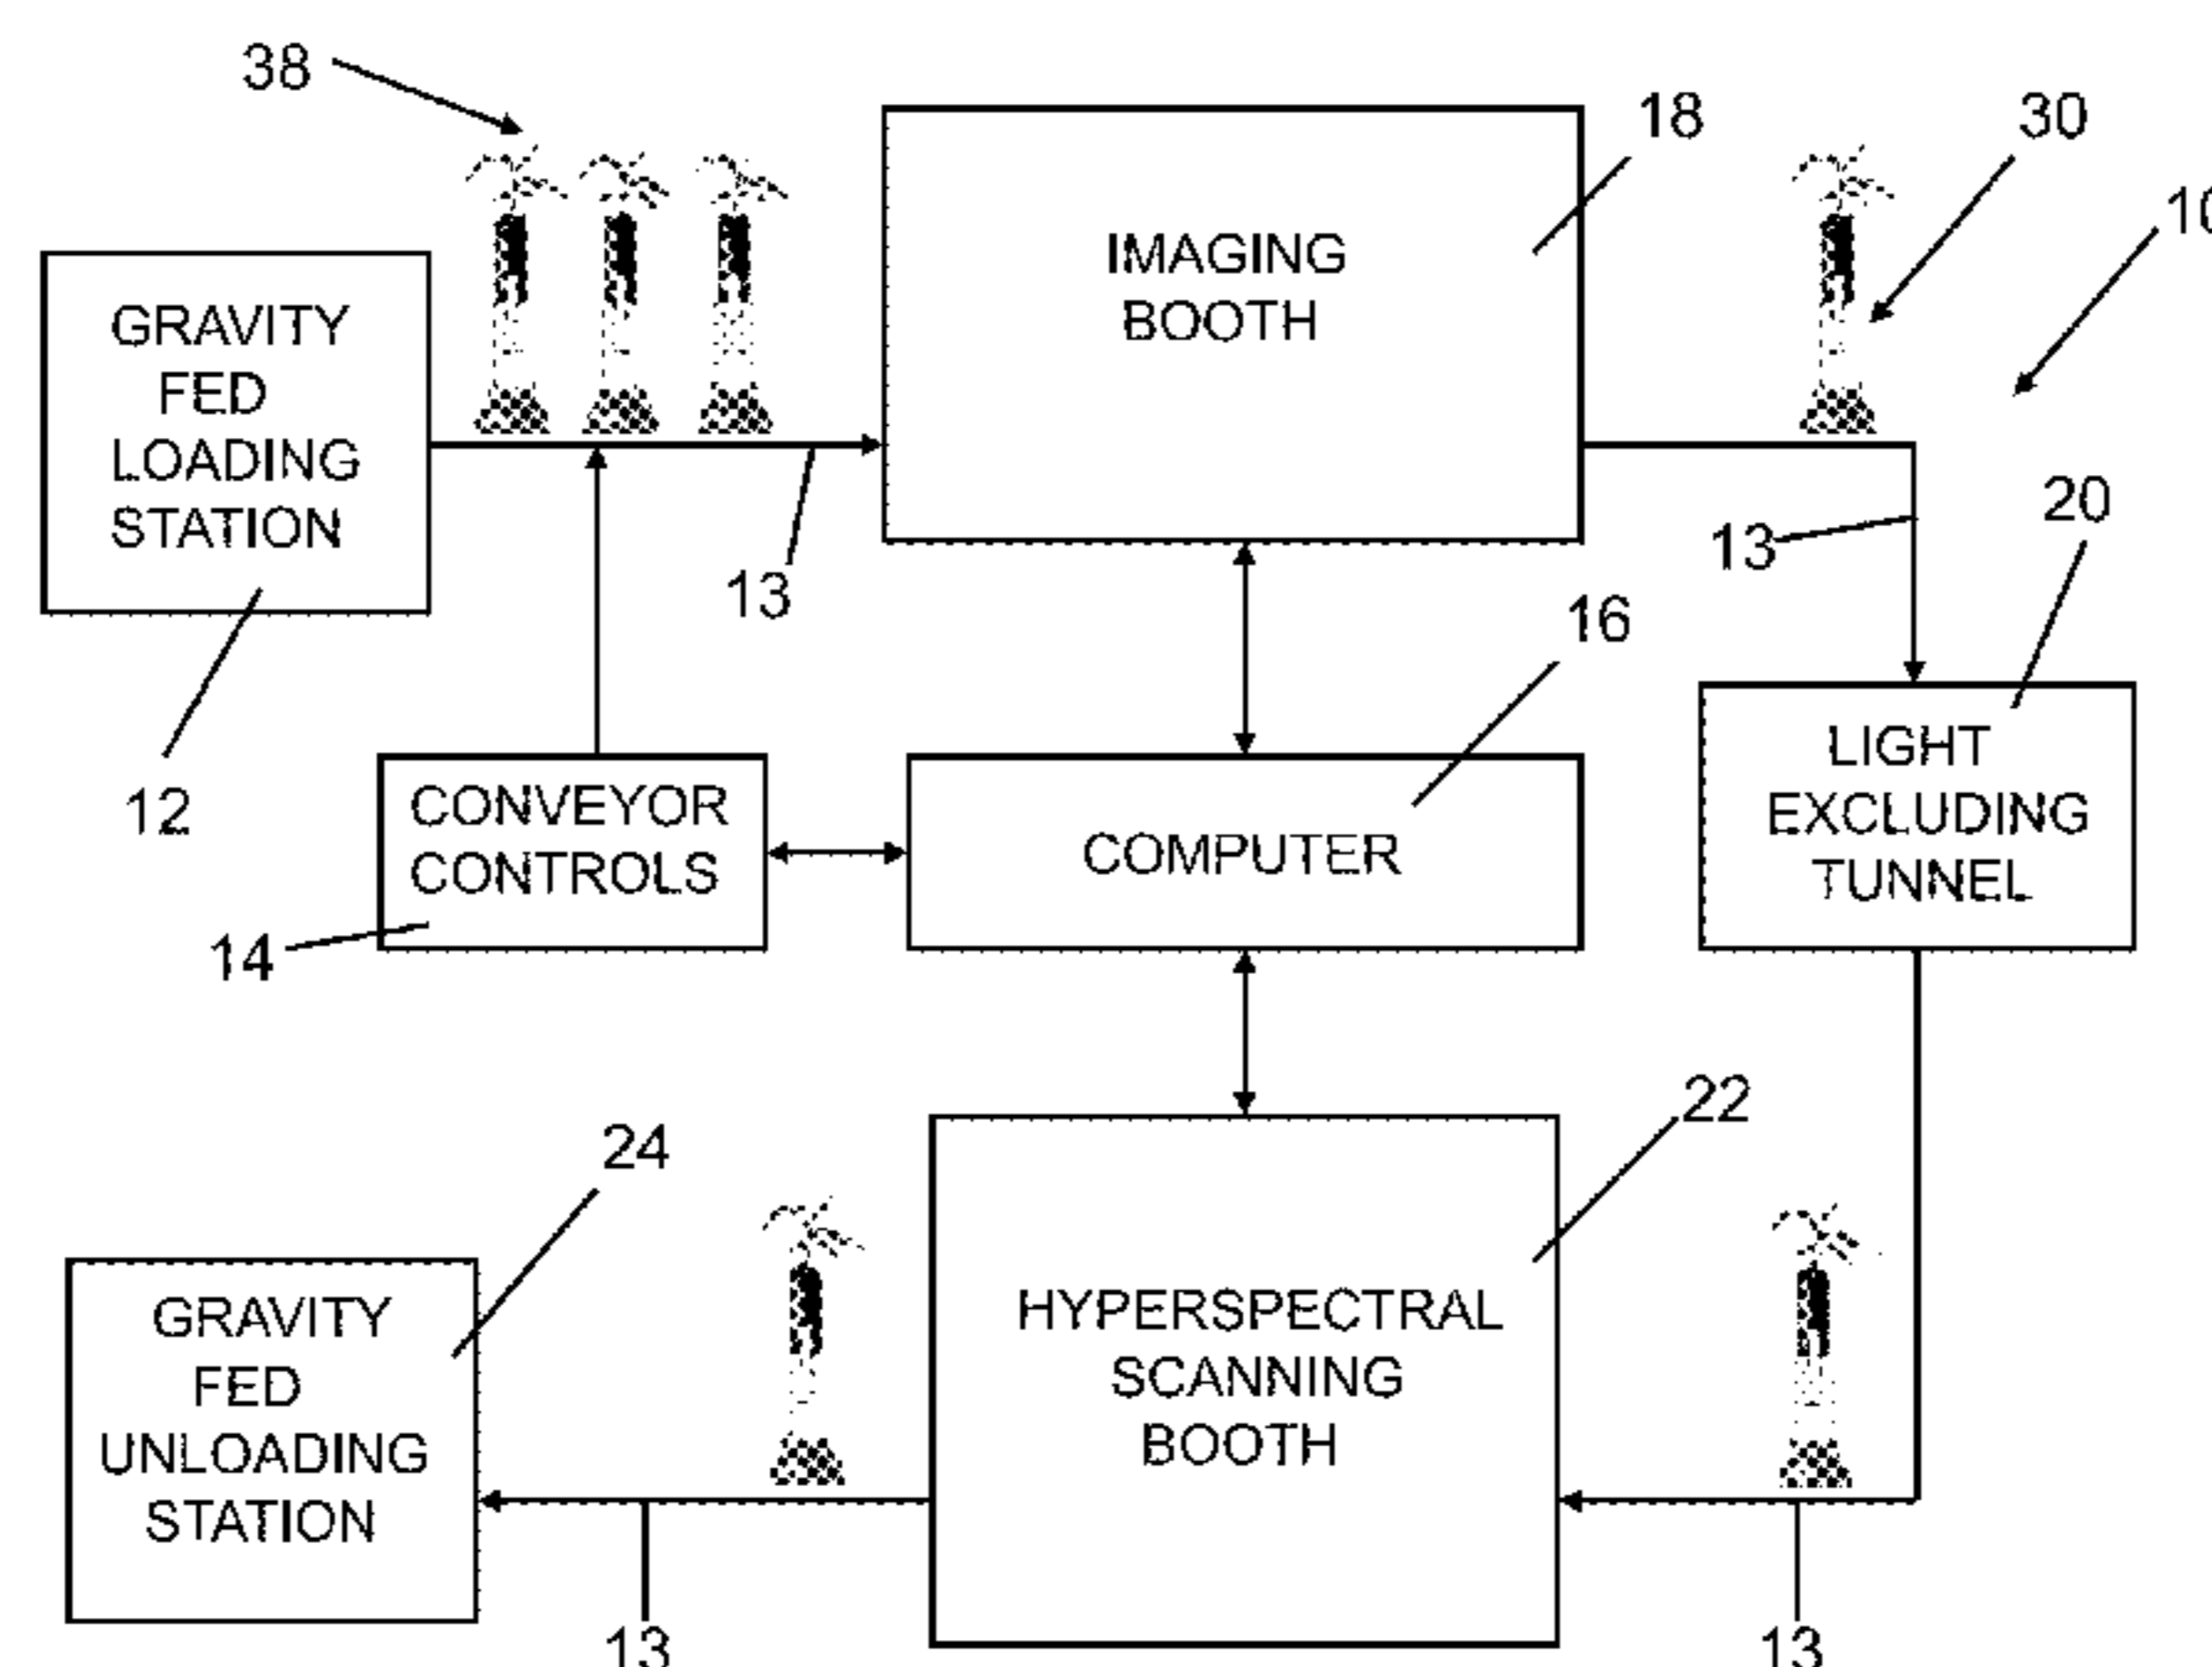 38
18
30
10
IMAGING
BOOTH
GRAVITY
FED
LOADING
STATION
13
13
20
16
12
CONVEYOR
CONTROLS
COMPUTER
LIGHT
EXCLUDING
TUNNEL
14
22
24
GRAVITY
FED
UNLOADING
STATION
HYPERSPECTRAL
SCANNING
BOOTH
13
13